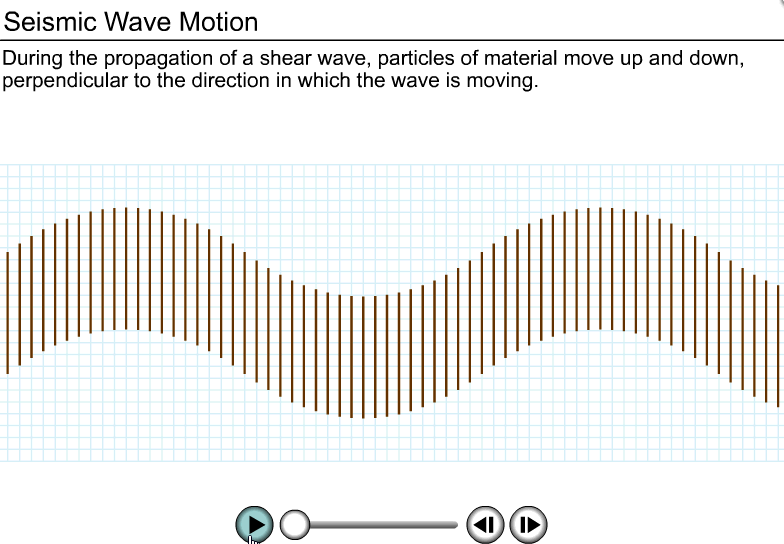 Seismic Wave Motion
During the propagation of a shear wave, particles of material move up and down,
perpendicular to the direction in which the wave is moving.